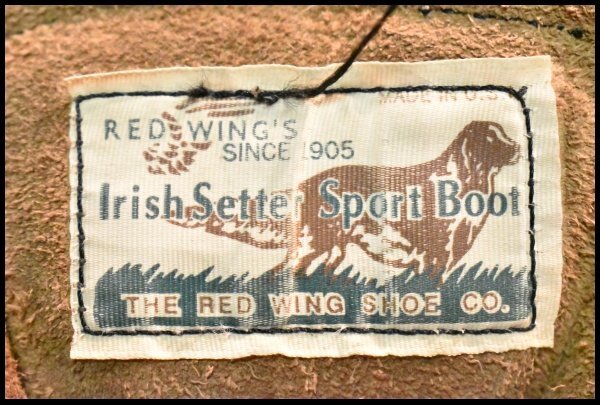 MADE IN U.S.
RED WING'S
SINCE 1905
Irish Setter Sport Boot
THE RED WING SHOE CO.